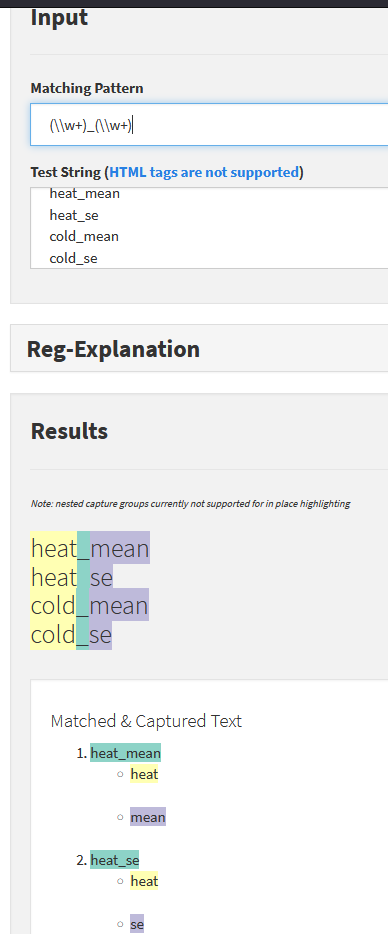 Input
Matching Pattern
(\\w+)_(\\w+)
Test String (HTML tags are not supported)
heat_mean
heat_se
cold_mean
cold_se
Reg-Explanation
Results
Note: nested capture groups currently not supported for in place highlighting
heat_mean
heat_se
cold_mean
cold_se
Matched & Captured Text
1. heat_mean
○ heat
○ mean
2. heat_se
○ heat
○ se